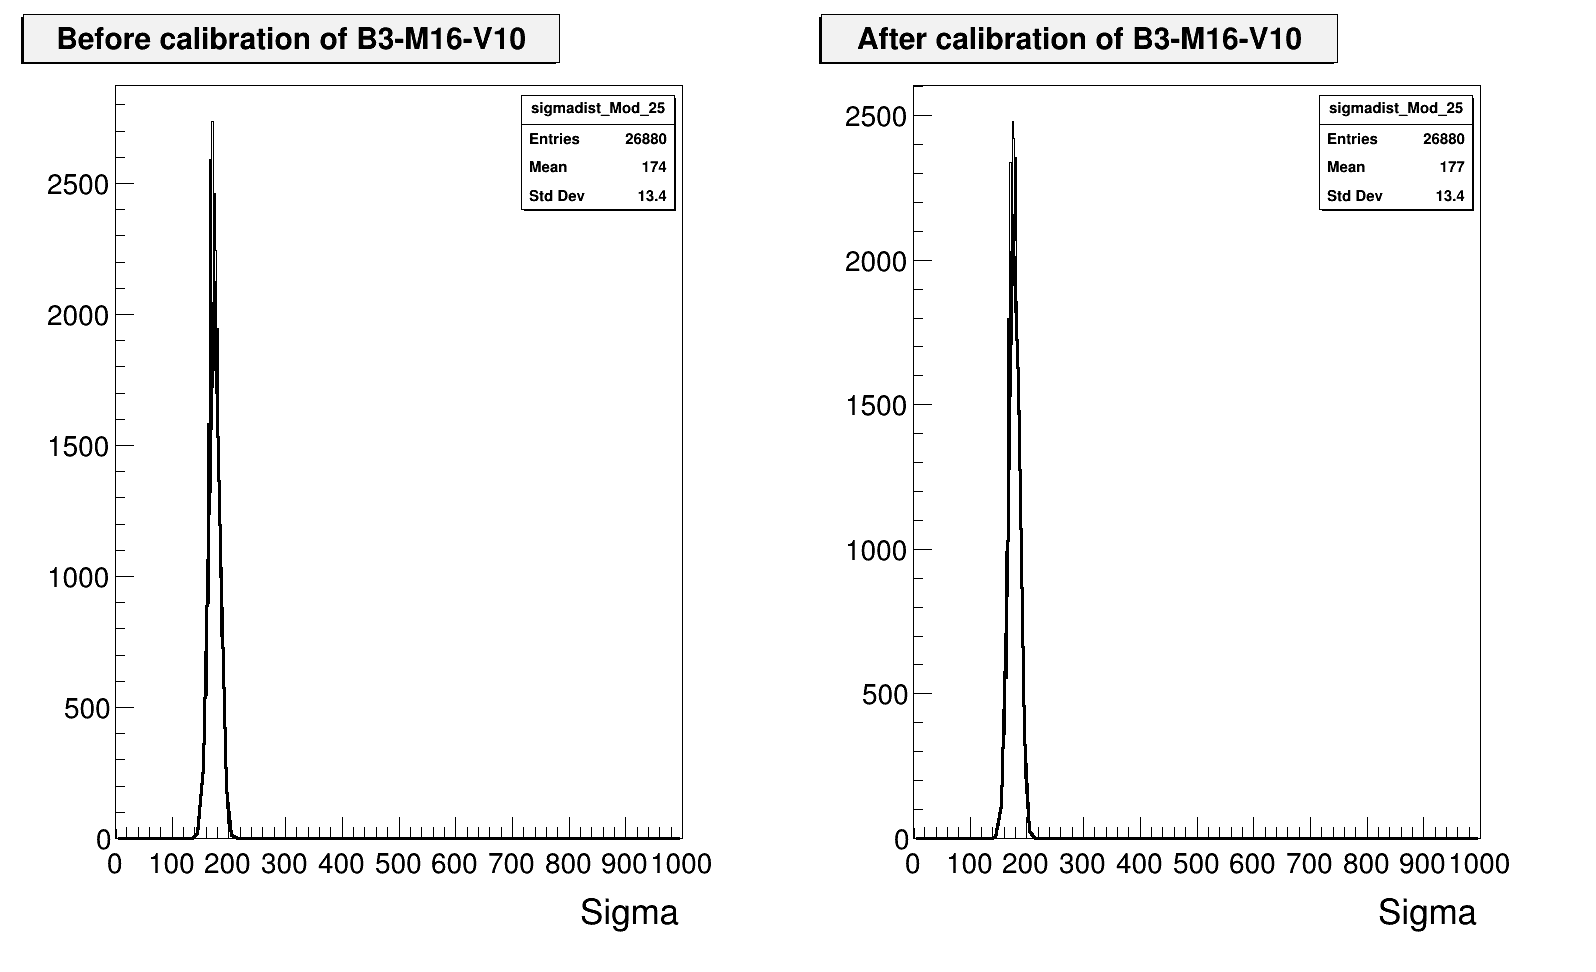 Before calibration of B3-M16-V10
sigmadist_Mod_25
Entries 26880
Mean 174
Std Dev 13.4
2500
2000
1500
1000
500
0
0 100 200 300 400 500 600 700 800 900 1000
Sigma
After calibration of B3-M16-V10
sigmadist_Mod_25
Entries 26880
Mean 177
Std Dev 13.4
2500
2000
1500
1000
500
0
0 100 200 300 400 500 600 700 800 900 1000
Sigma